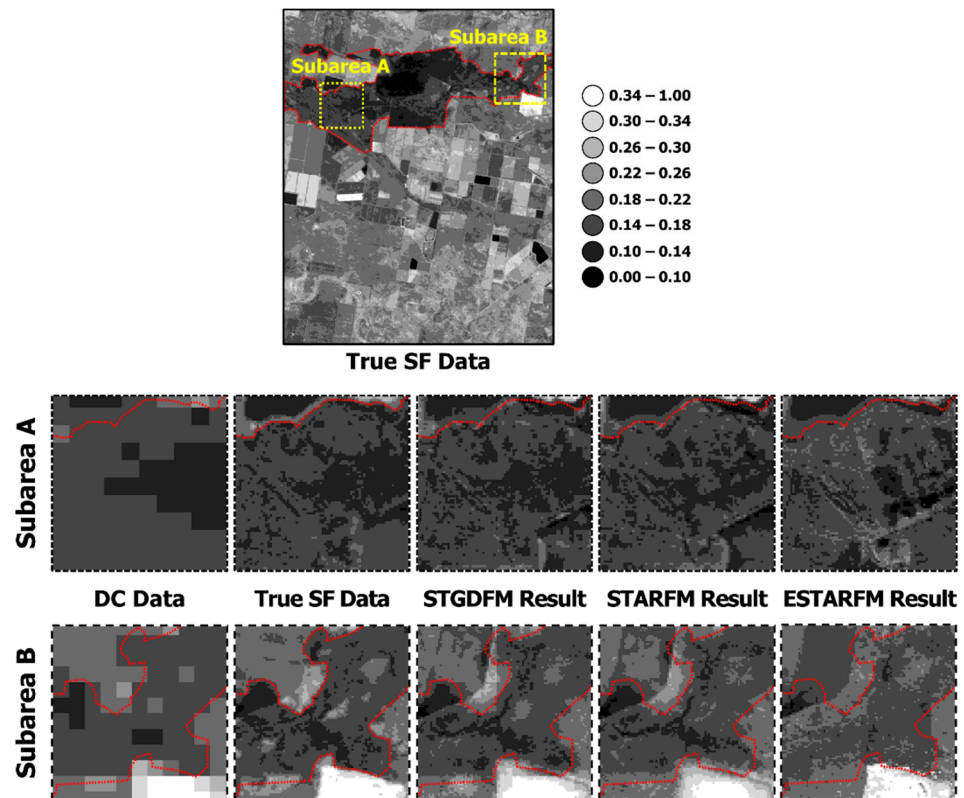 Subarea B
Subarea A
0.34 – 1.00
0.30 – 0.34
0.26 – 0.30
0.22 – 0.26
0.18 – 0.22
0.14 – 0.18
0.10 – 0.14
0.00 – 0.10
True SF Data
Subarea A
DC Data
True SF Data
STGDFM Result
STARFM Result
ESTARFM Result
Subarea B